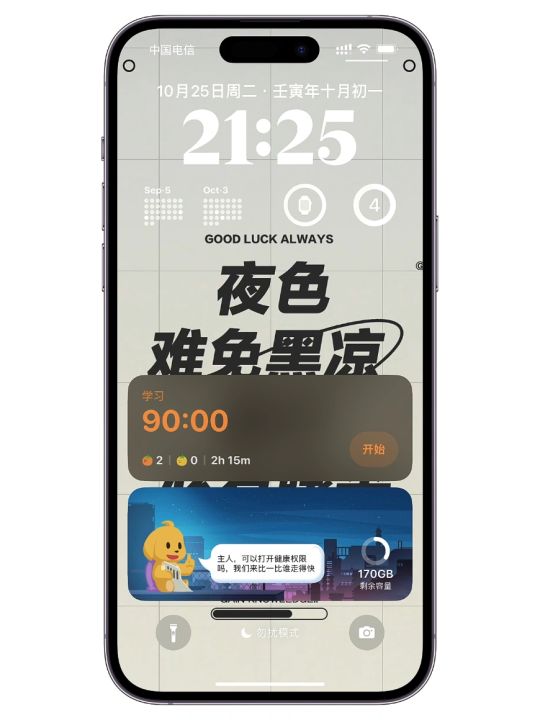 中国电信
10月25日周二·壬寅年十月初一
21:25
Sep·5
Oct·3
4
GOOD LUCK ALWAYS
夜色
难免黑凉
学习
90:00
2 | 0 | 2h 15m
开始
主人，可以打开健康权限
吗，我们来比一比谁走得快
170GB
剩余容量
勿扰模式